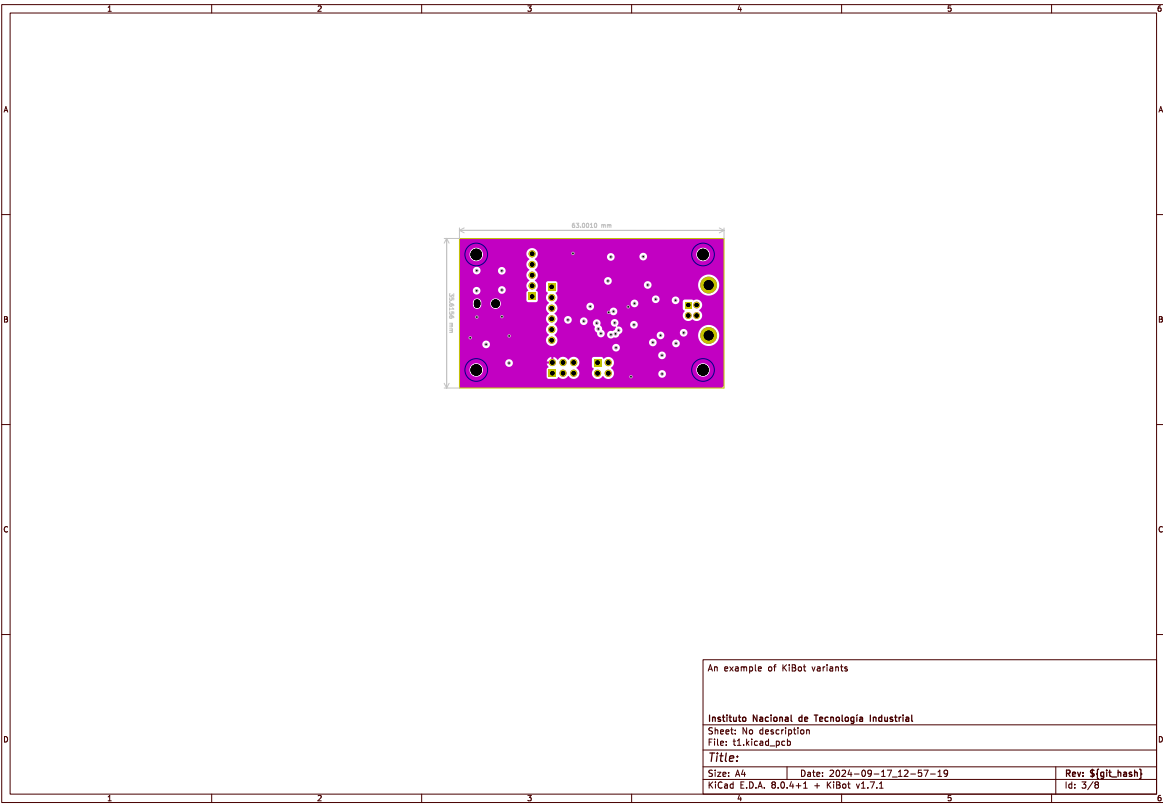 1 2 3 4 5 6
A A
63.0010 mm
B B
C C
An example of KiBot variants
Instituto Nacional de Tecnología Industrial
Sheet: No description
File: t1.kicad_pcb
D D
Title:
Size: A4 Date: 2024-09-17_12-57-19 Rev: ${git_hash}
KiCad E.D.A. 8.0.4+1 + KiBot v1.7.1 Id: 3/8
1 2 3 4 5 6